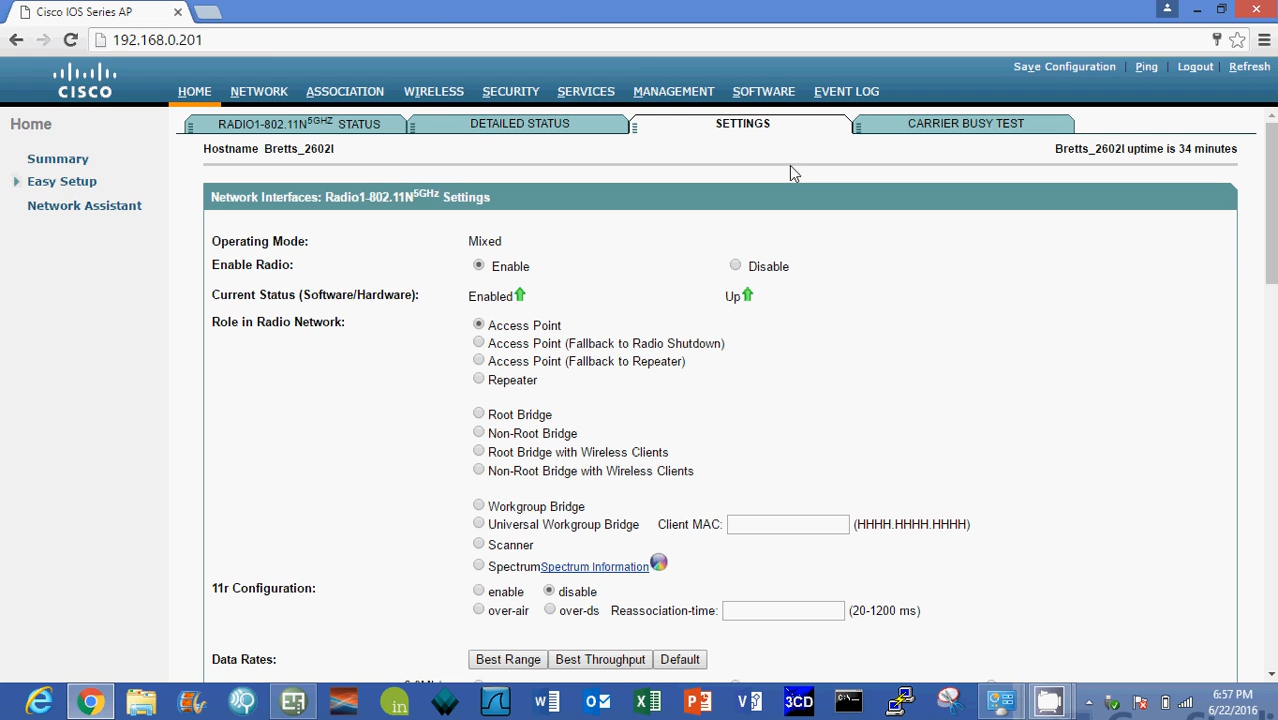 Cisco IOS Series AP
192.168.0.201
Save Configuration | Ping | Logout | Refresh
CISCO
HOME NETWORK ASSOCIATION WIRELESS SECURITY SERVICES MANAGEMENT SOFTWARE EVENT LOG
Home
RADIO1-802.11N5GHZ STATUS DETAILED STATUS SETTINGS CARRIER BUSY TEST
Hostname Bretts_2602I Bretts_2602I uptime is 34 minutes
Summary
Easy Setup
Network Assistant
Network Interfaces: Radio1-802.11N5GHz Settings
Operating Mode: Mixed
Enable Radio: Enable Disable
Current Status (Software/Hardware): Enabled Up
Role in Radio Network: Access Point
Access Point (Fallback to Radio Shutdown)
Access Point (Fallback to Repeater)
Repeater
Root Bridge
Non-Root Bridge
Root Bridge with Wireless Clients
Non-Root Bridge with Wireless Clients
Workgroup Bridge
Universal Workgroup Bridge Client MAC: (HHHH.HHHH.HHHH)
Scanner
SpectrumSpectrum Information
11r Configuration: enable disable
over-air over-ds Reassociation-time: (20-1200 ms)
Data Rates: Best Range Best Throughput Default
3CD
6:57 PM
6/22/2016